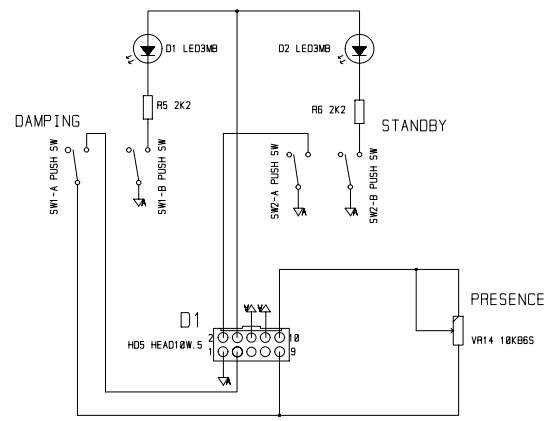 D1 LED3MB
D2 LED3MB
R5 2K2
R6 2K2
DAMPING
STANDBY
SW1-A PUSH SW
SW1-B PUSH SW
SW2-A PUSH SW
SW2-B PUSH SW
A
A
A
A
A
D1
PRESENCE
2
10
HD5 HEAD10W.5
1
9
VR14 10KB6S
A